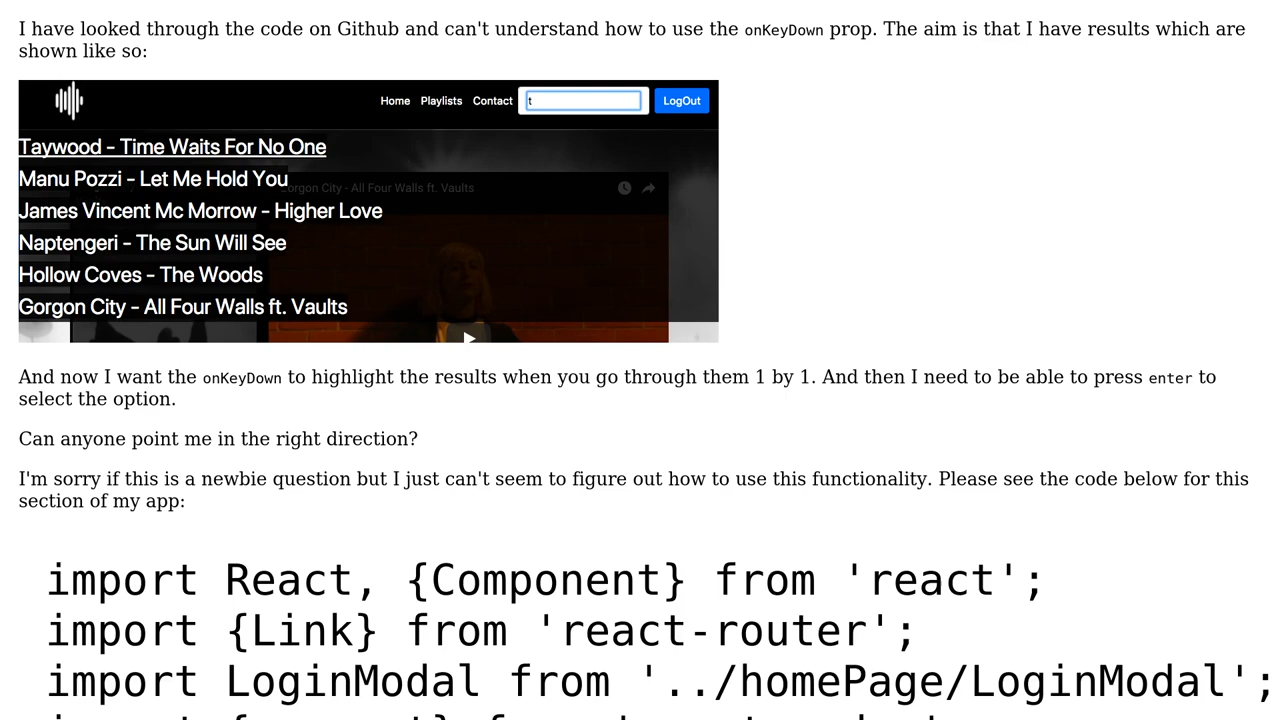 I have looked through the code on Github and can't understand how to use the onKeyDown prop. The aim is that I have results which are
shown like so:
Home Playlists Contact t LogOut
Taywood - Time Waits For No One
Manu Pozzi - Let Me Hold You
Gorgon City - All Four Walls ft. Vaults
James Vincent Mc Morrow - Higher Love
Naptengeri - The Sun Will See
Hollow Coves - The Woods
Gorgon City - All Four Walls ft. Vaults
And now I want the onKeyDown to highlight the results when you go through them 1 by 1. And then I need to be able to press enter to
select the option.
Can anyone point me in the right direction?
I'm sorry if this is a newbie question but I just can't seem to figure out how to use this functionality. Please see the code below for this
section of my app:
import React, {Component} from 'react';
import {Link} from 'react-router';
import LoginModal from '../homePage/LoginModal';